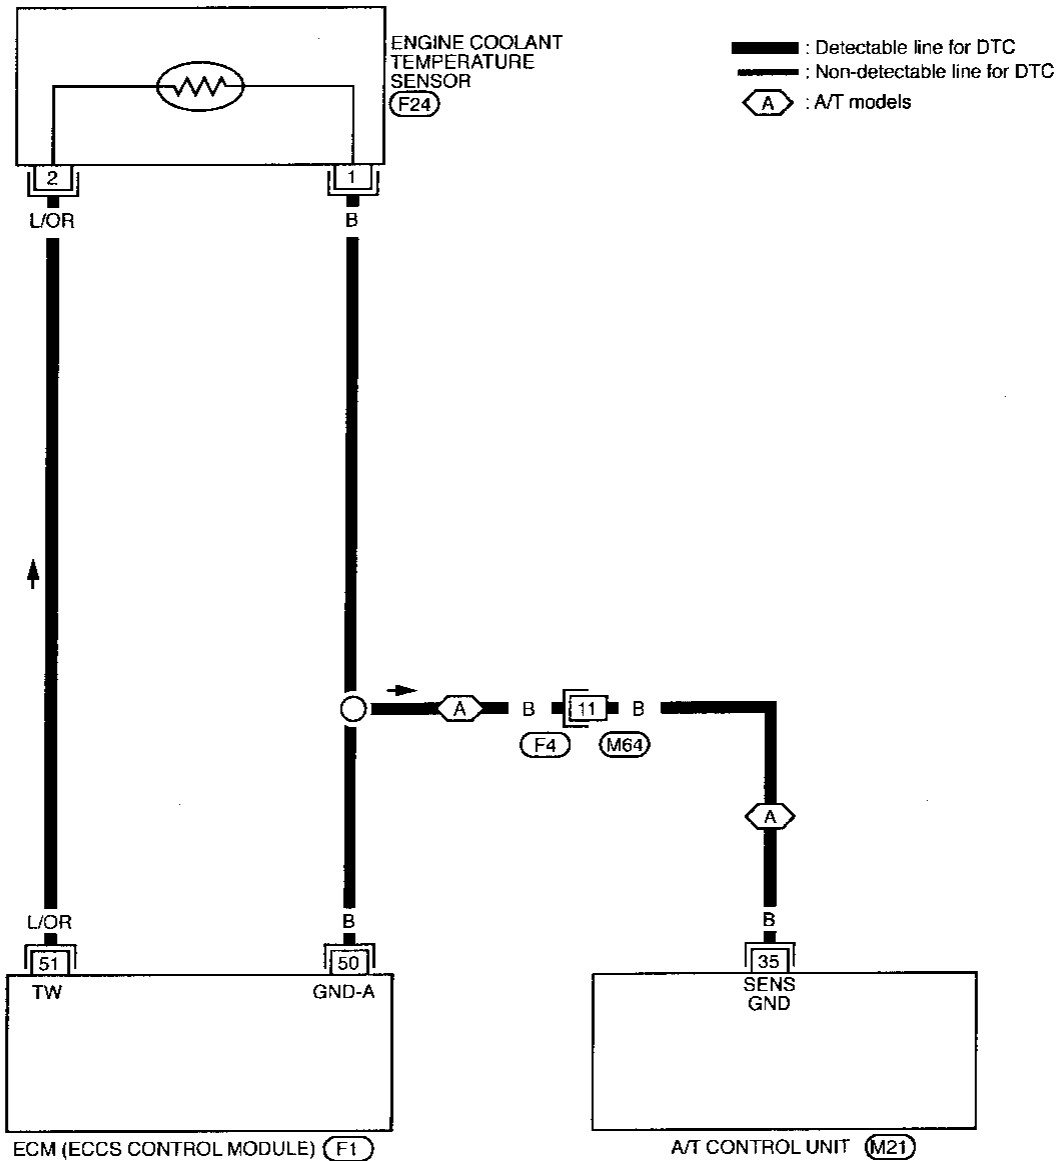 ENGINE COOLANT
TEMPERATURE
SENSOR
F24
: Detectable line for DTC
: Non-detectable line for DTC
A : A/T models
2
1
L/OR
B
A
B
11
B
F4
M64
A
L/OR
B
B
51
50
35
TW
GND-A
SENS
GND
ECM (ECCS CONTROL MODULE) F1
A/T CONTROL UNIT M21